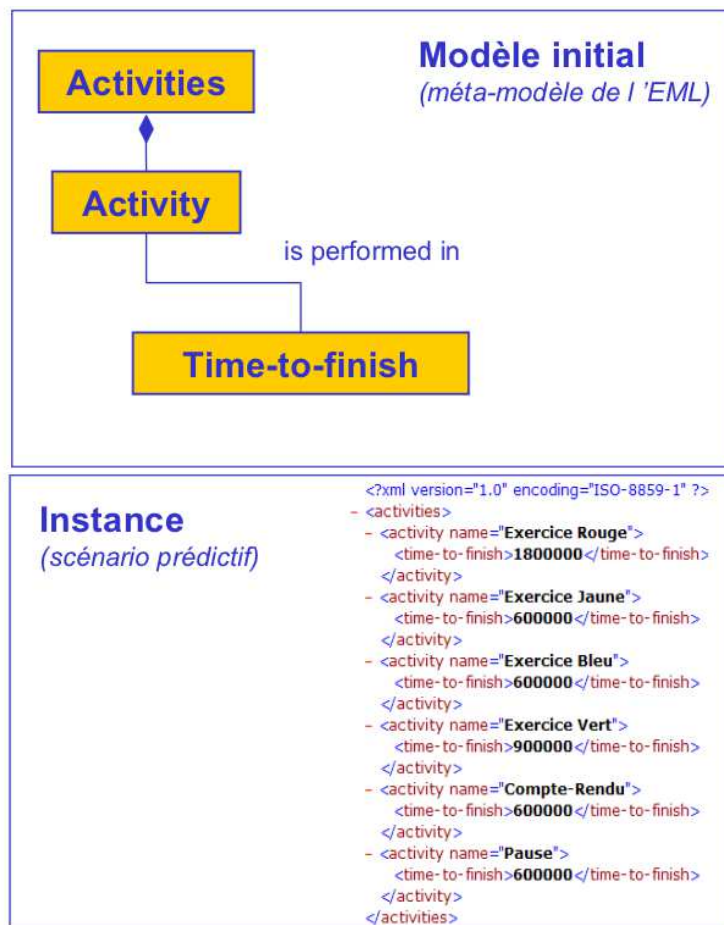 Modèle initial
(méta-modèle de l 'EML)
Activities
Activity
is performed in
Time-to-finish
Instance
(scénario prédictif)
<?xml version="1.0" encoding="ISO-8859-1" ?>
- <activities>
- <activity name="Exercice Rouge">
<time-to-finish>1800000</time-to-finish>
</activity>
- <activity name="Exercice Jaune">
<time-to-finish>600000</time-to-finish>
</activity>
- <activity name="Exercice Bleu">
<time-to-finish>600000</time-to-finish>
</activity>
- <activity name="Exercice Vert">
<time-to-finish>900000</time-to-finish>
</activity>
- <activity name="Compte-Rendu">
<time-to-finish>600000</time-to-finish>
</activity>
- <activity name="Pause">
<time-to-finish>600000</time-to-finish>
</activity>
</activities>